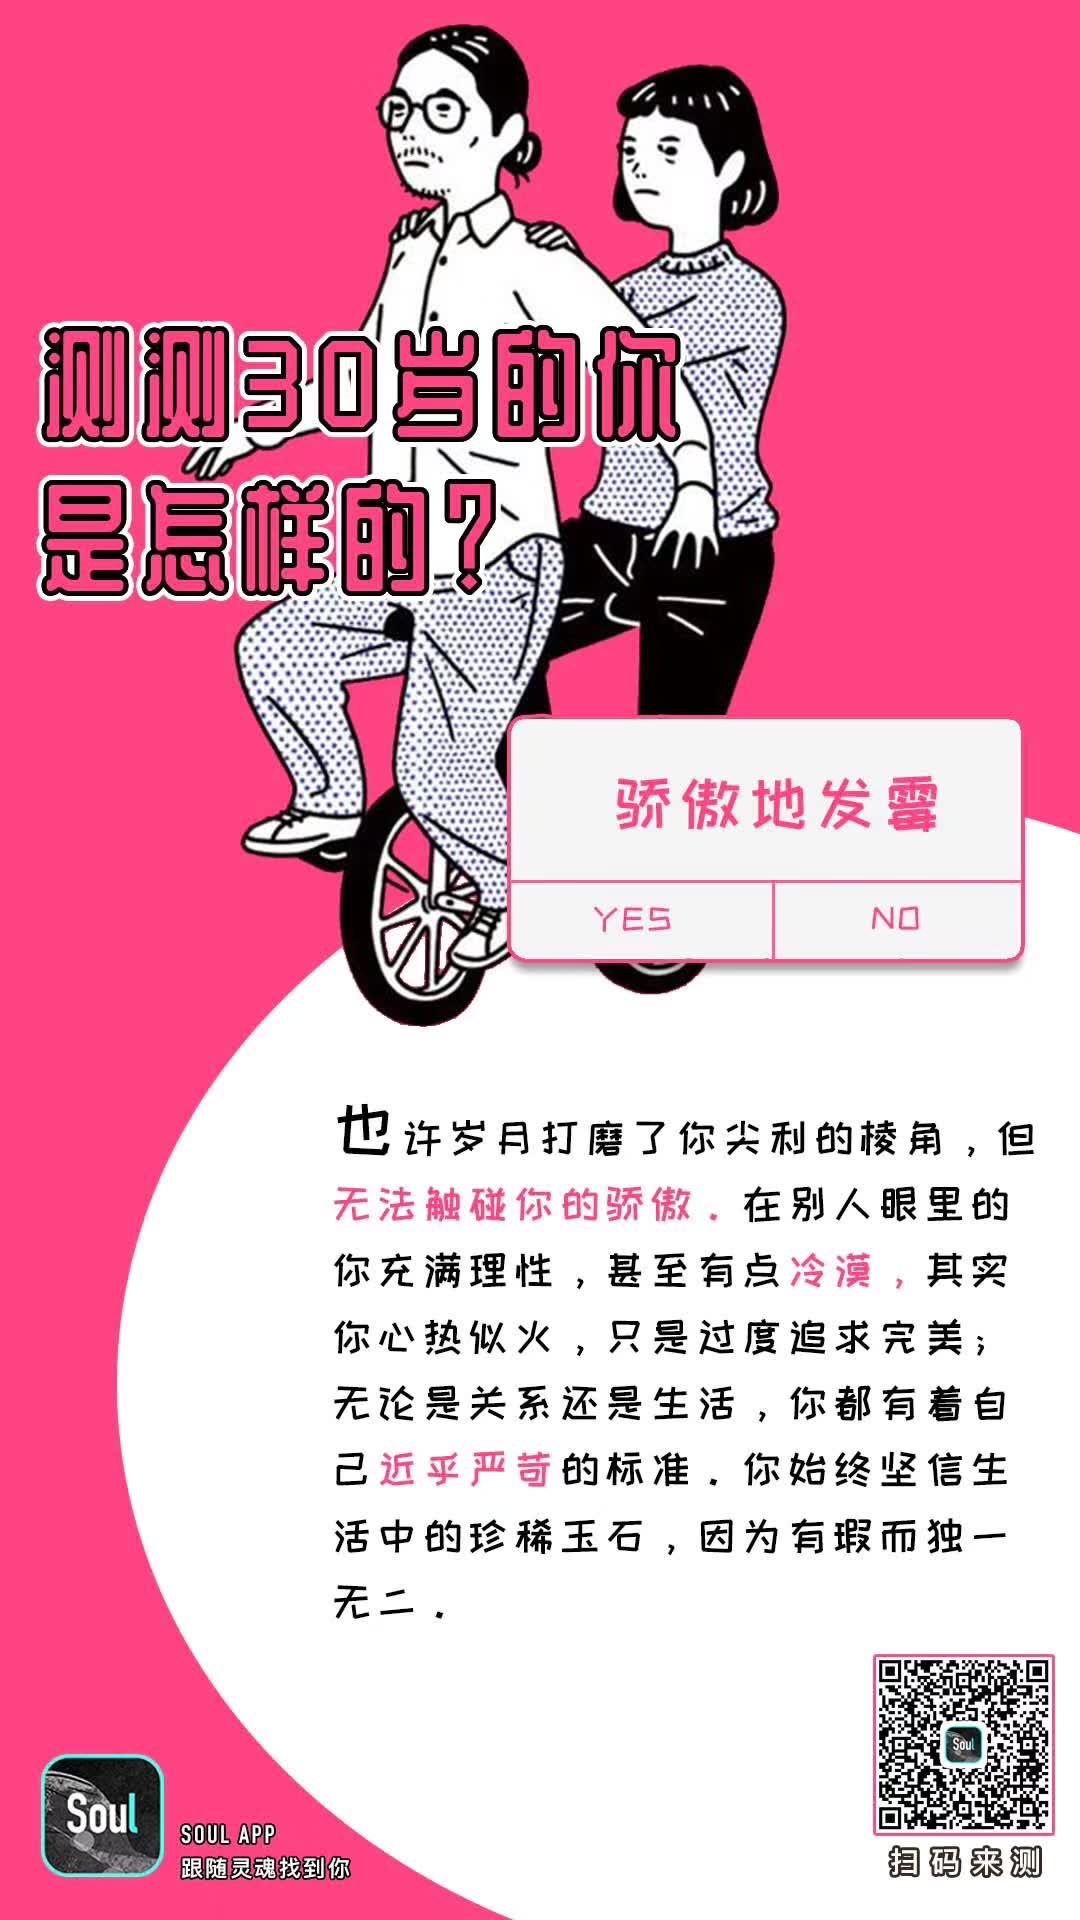 测测30岁的你
是怎样的?
骄傲地发霉
YES
NO
也许岁月打磨了你尖利的棱角，但
无法触碰你的骄傲．在别人眼里的
你充满理性，甚至有点冷漠，其实
你心热似火，只是过度追求完美；
无论是关系还是生活，你都有着自
己近乎严苛的标准．你始终坚信生
活中的珍稀玉石，因为有瑕而独一
无二．
Soul
Soul
SOUL APP
跟随灵魂找到你
扫码来测